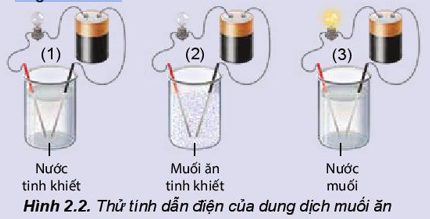 (1) (2) (3)
Nước Muối ăn Nước
tinh khiết tinh khiết muối
Hình 2.2. Thử tính dẫn điện của dung dịch muối ăn